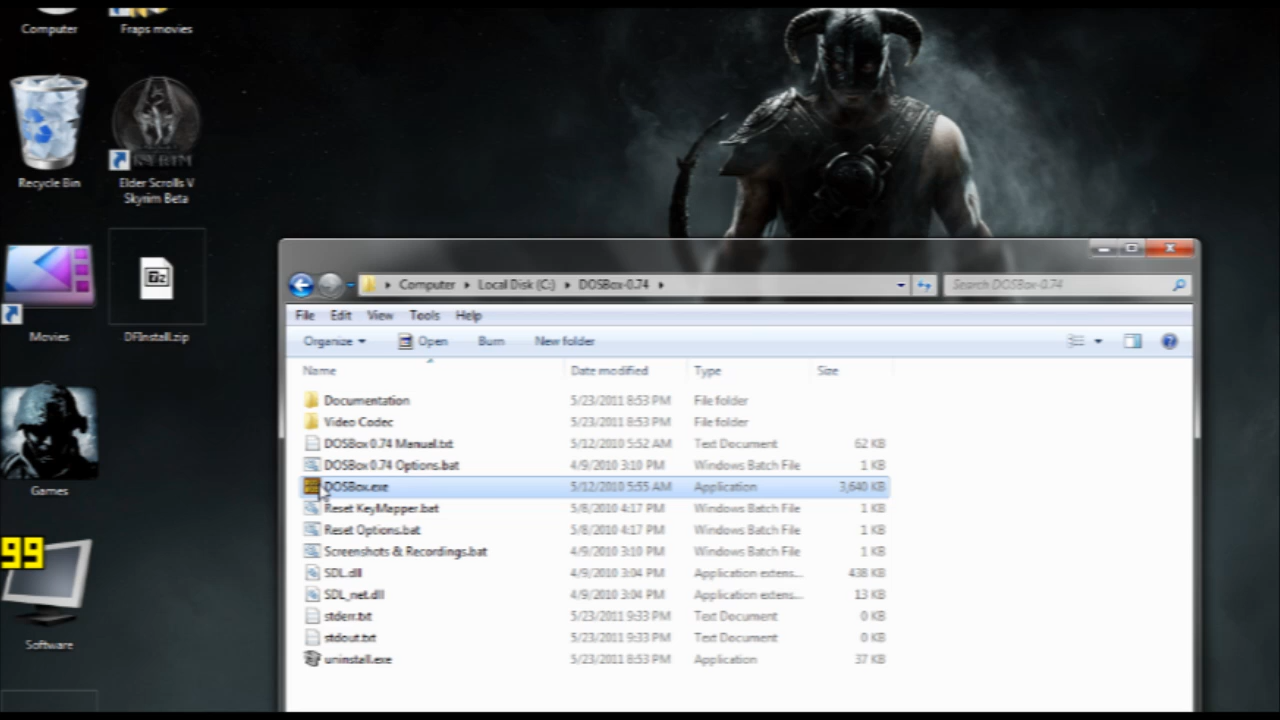 Computer
Fraps movies
Recycle Bin
Elder Scrolls V
Skyrim Beta
Movies
DFInstall.zip
Games
99
Software
Computer
Local Disk (C:)
DOSBox-0.74
Search DOSBox-0.74
File Edit View Tools Help
Organize Open Burn New folder
Name Date modified Type Size
Documentation 5/23/2011 8:53 PM File folder
Video Codec 5/23/2011 8:53 PM File folder
DOSBox 0.74 Manual.txt 5/12/2010 5:52 AM Text Document 62 KB
DOSBox 0.74 Options.bat 4/9/2010 3:10 PM Windows Batch File 1 KB
DOSBox.exe 5/12/2010 5:55 AM Application 3,640 KB
Reset KeyMapper.bat 5/8/2010 4:17 PM Windows Batch File 1 KB
Reset Options.bat 5/8/2010 4:17 PM Windows Batch File 1 KB
Screenshots & Recordings.bat 4/9/2010 3:10 PM Windows Batch File 1 KB
SDL.dll 4/9/2010 3:04 PM Application extens... 438 KB
SDL_net.dll 4/9/2010 3:04 PM Application extens... 13 KB
stderr.txt 5/23/2011 9:33 PM Text Document 0 KB
stdout.txt 5/23/2011 9:33 PM Text Document 0 KB
uninstall.exe 5/23/2011 8:53 PM Application 37 KB